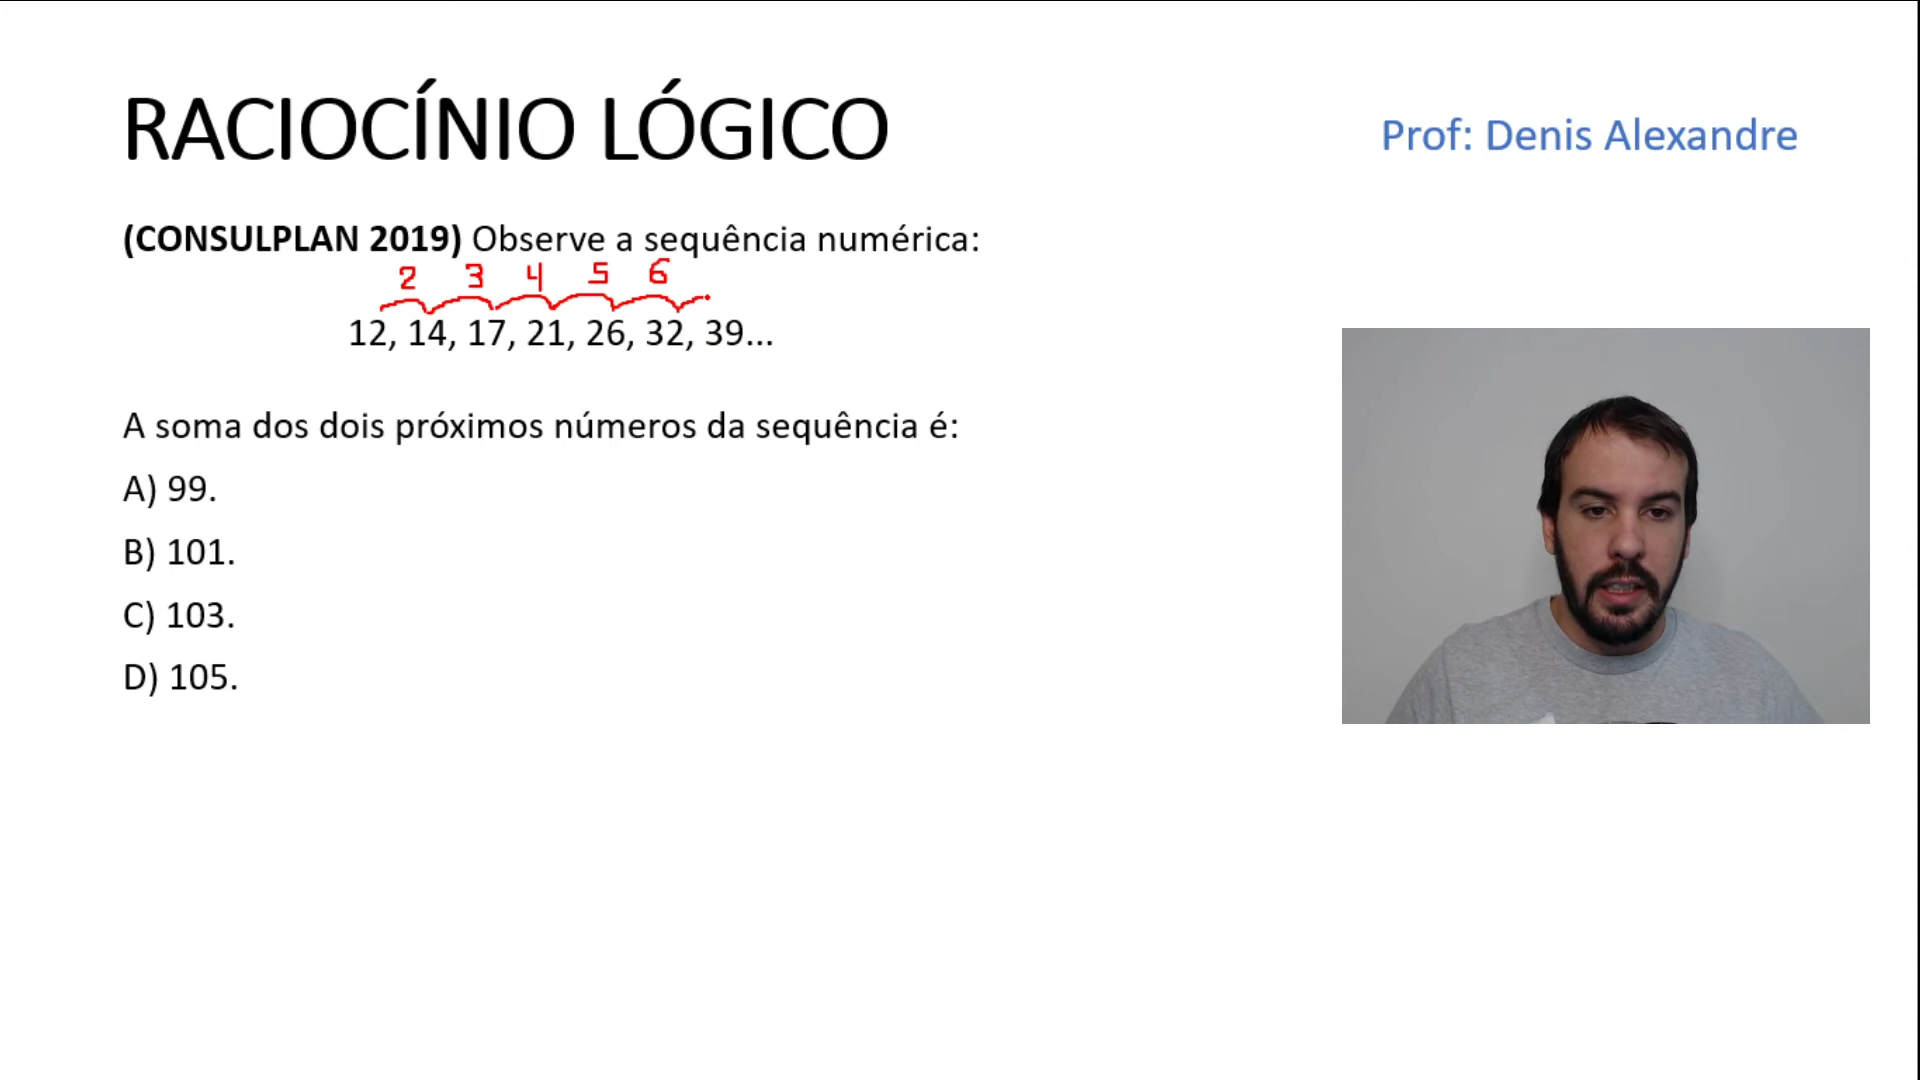 RACIOCÍNIO LÓGICO
Prof: Denis Alexandre
(CONSULPLAN 2019) Observe a sequência numérica:
2 3 4 5 6
12, 14, 17, 21, 26, 32, 39...
A soma dos dois próximos números da sequência é:
A) 99.
B) 101.
C) 103.
D) 105.